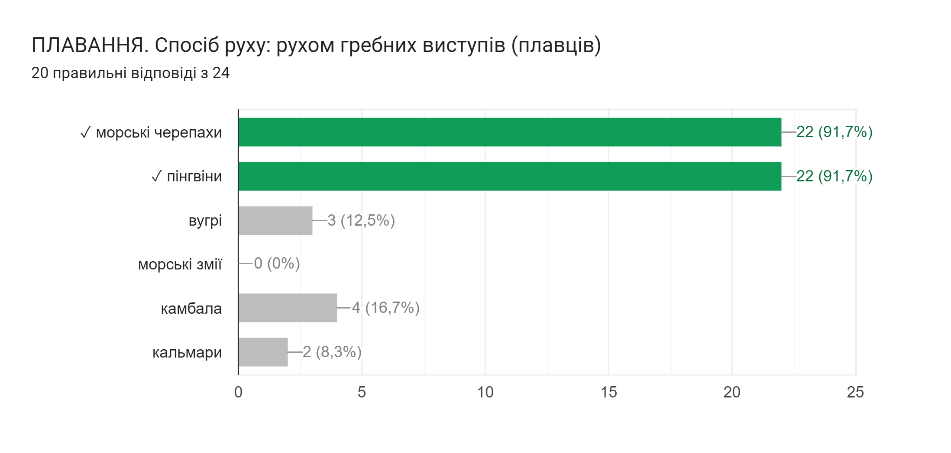 ПЛАВАННЯ. Спосіб руху: рухом гребних виступів (плавців)
20 правильні відповіді з 24
✓ морські черепахи 22 (91,7%)
✓ пінгвіни 22 (91,7%)
вугрі 3 (12,5%)
морські змії 0 (0%)
камбала 4 (16,7%)
кальмари 2 (8,3%)
0 5 10 15 20 25